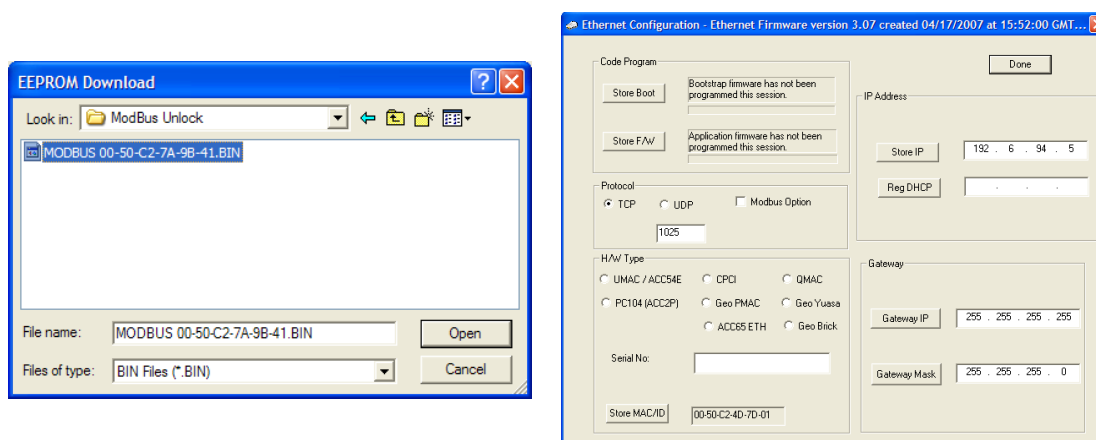 EEPROM Download
Look in: ModBus Unlock
MODBUS 00-50-C2-7A-9B-41.BIN
File name: MODBUS 00-50-C2-7A-9B-41.BIN Open
Files of type: BIN Files (*.BIN) Cancel
Ethernet Configuration - Ethernet Firmware version 3.07 created 04/17/2007 at 15:52:00 GMT...
Done
Code Program
Store Boot
Bootstrap firmware has not been
programmed this session.
Store F/W
Application firmware has not been
programmed this session.
IP Address
Store IP 192 . 6 . 94 . 5
Reg DHCP . . .
Protocol
TCP UDP Modbus Option
1025
H/W Type
UMAC / ACC54E CPCI QMAC
PC104 (ACC2P) Geo PMAC Geo Yuasa
ACC65 ETH Geo Brick
Serial No:
Store MAC/ID 00-50-C2-4D-7D-01
Gateway
Gateway IP 255 . 255 . 255 . 255
Gateway Mask 255 . 255 . 255 . 0